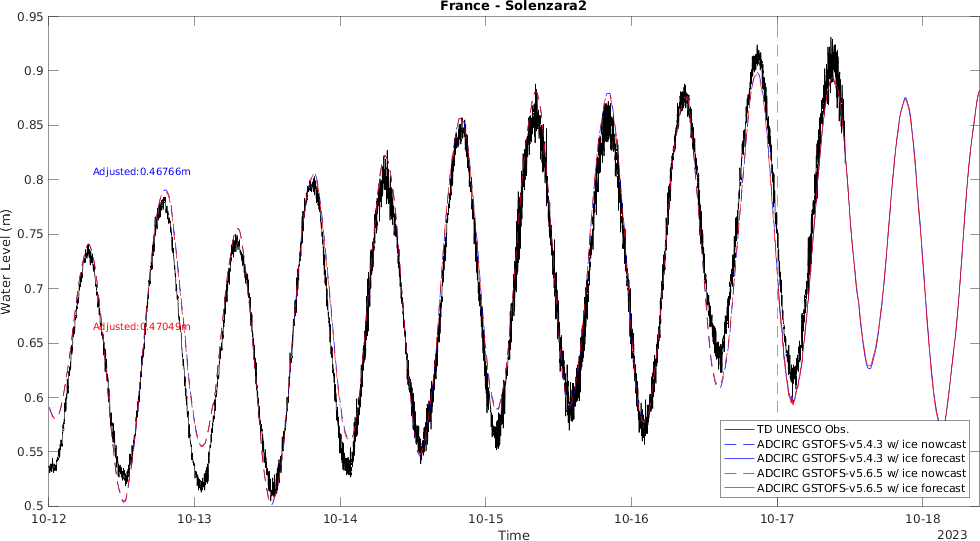 France - Solenzara2
0.95
0.9
0.85
0.8
0.75
0.7
0.65
0.6
0.55
0.5
Water Level (m)
Adjusted:0.46766m
Adjusted:0.47049m
TD UNESCO Obs.
ADCIRC GSTOFS-v5.4.3 w/ ice nowcast
ADCIRC GSTOFS-v5.4.3 w/ ice forecast
ADCIRC GSTOFS-v5.6.5 w/ ice nowcast
ADCIRC GSTOFS-v5.6.5 w/ ice forecast
10-12 10-13 10-14 10-15 10-16 10-17 10-18
Time
2023